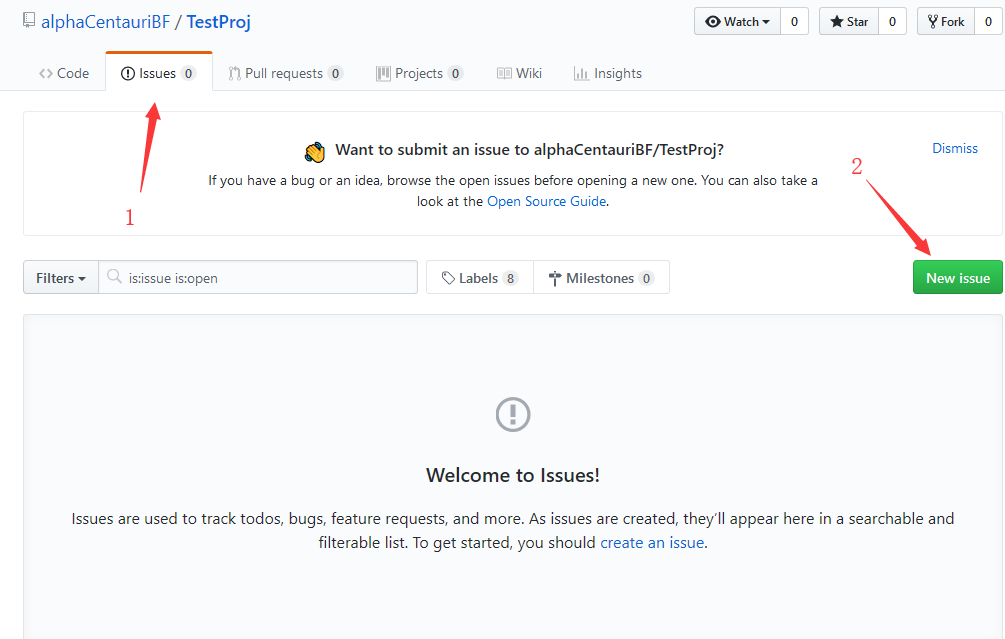 alphaCentauriBF / TestProj
Watch 0 Star 0 Fork 0
Code Issues 0 Pull requests 0 Projects 0 Wiki Insights
Want to submit an issue to alphaCentauriBF/TestProj?
Dismiss
If you have a bug or an idea, browse the open issues before opening a new one. You can also take a
look at the Open Source Guide.
1
2
Filters is:issue is:open Labels 8 Milestones 0 New issue
Welcome to Issues!
Issues are used to track todos, bugs, feature requests, and more. As issues are created, they’ll appear here in a searchable and
filterable list. To get started, you should create an issue.